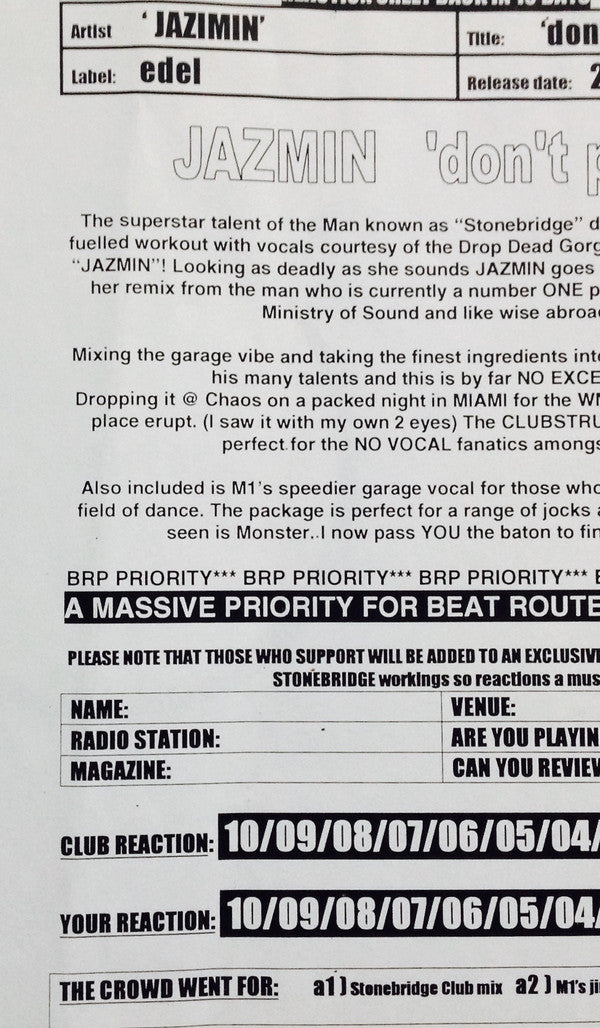 Artist 'JAZIMIN' Title: 'don
Label: edel Release date:
JAZMIN 'don't
The superstar talent of the Man known as "Stonebridge" d
fuelled workout with vocals courtesy of the Drop Dead Gorg
"JAZMIN"! Looking as deadly as she sounds JAZMIN goes
her remix from the man who is currently a number ONE p
Ministry of Sound and like wise abroa
Mixing the garage vibe and taking the finest ingredients int
his many talents and this is by far NO EXCE
Dropping it @ Chaos on a packed night in MIAMI for the WM
place erupt. (I saw it with my own 2 eyes) The CLUBSTRU
perfect for the NO VOCAL fanatics amongs
Also included is M1's speedier garage vocal for those who
field of dance. The package is perfect for a range of jocks a
seen is Monster..I now pass YOU the baton to fin
BRP PRIORITY*** BRP PRIORITY*** BRP PRIORITY***
A MASSIVE PRIORITY FOR BEAT ROUTE
PLEASE NOTE THAT THOSE WHO SUPPORT WILL BE ADDED TO AN EXCLUSIV
STONEBRIDGE workings so reactions a mus
NAME: VENUE:
RADIO STATION: ARE YOU PLAYIN
MAGAZINE: CAN YOU REVIEW
CLUB REACTION: 10/09/08/07/06/05/04/
YOUR REACTION: 10/09/08/07/06/05/04/
THE CROWD WENT FOR: a1) Stonebridge Club mix a2) M1's ji